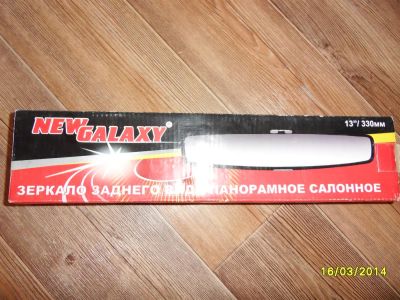 NEW GALAXY®
13"/ 330мм
ЗЕРКАЛО ЗАДНЕГО ВИДА ПАНОРАМНОЕ САЛОННОЕ
16/03/2014